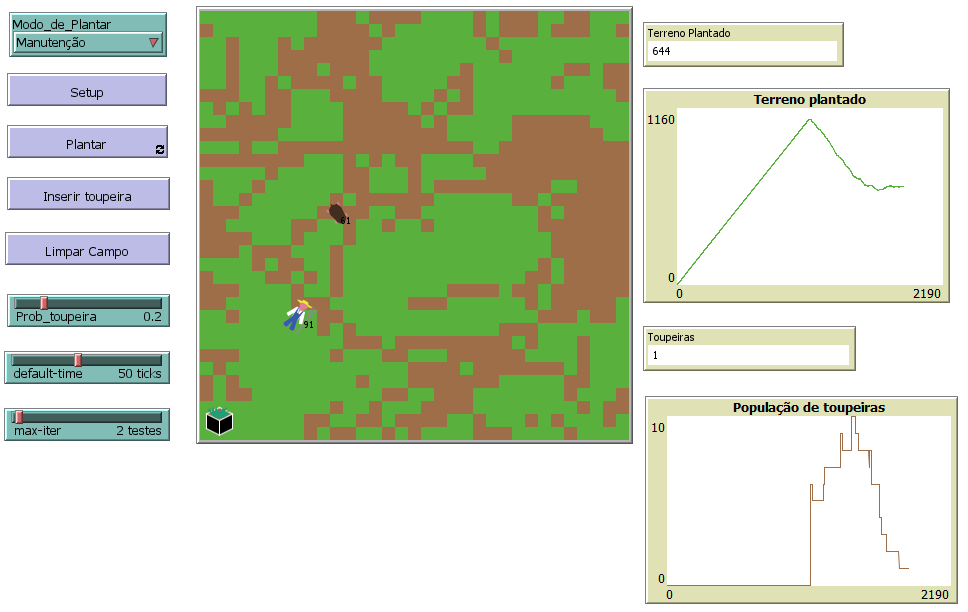 Modo_de_Plantar
Manutenção
Setup
Plantar
Inserir toupeira
Limpar Campo
Prob_toupeira 0.2
default-time 50 ticks
max-iter 2 testes
61
91
Terreno Plantado
644
Terreno plantado
1160
0
0 2190
Toupeiras
1
População de toupeiras
10
0
0 2190